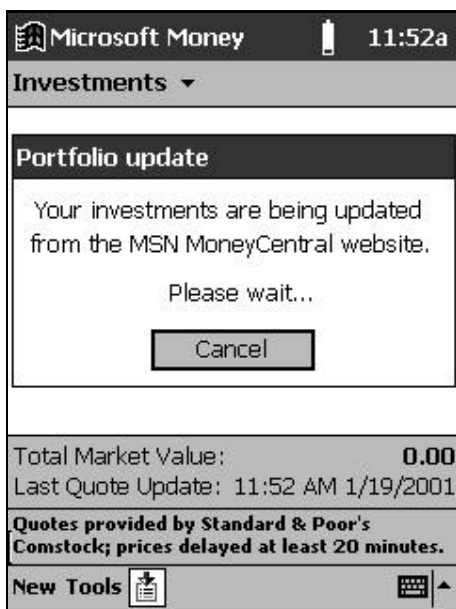 Microsoft Money 11:52a
Investments
Portfolio update
Your investments are being updated
from the MSN MoneyCentral website.
Please wait...
Cancel
Total Market Value: 0.00
Last Quote Update: 11:52 AM 1/19/2001
Quotes provided by Standard & Poor's
Comstock; prices delayed at least 20 minutes.
New Tools